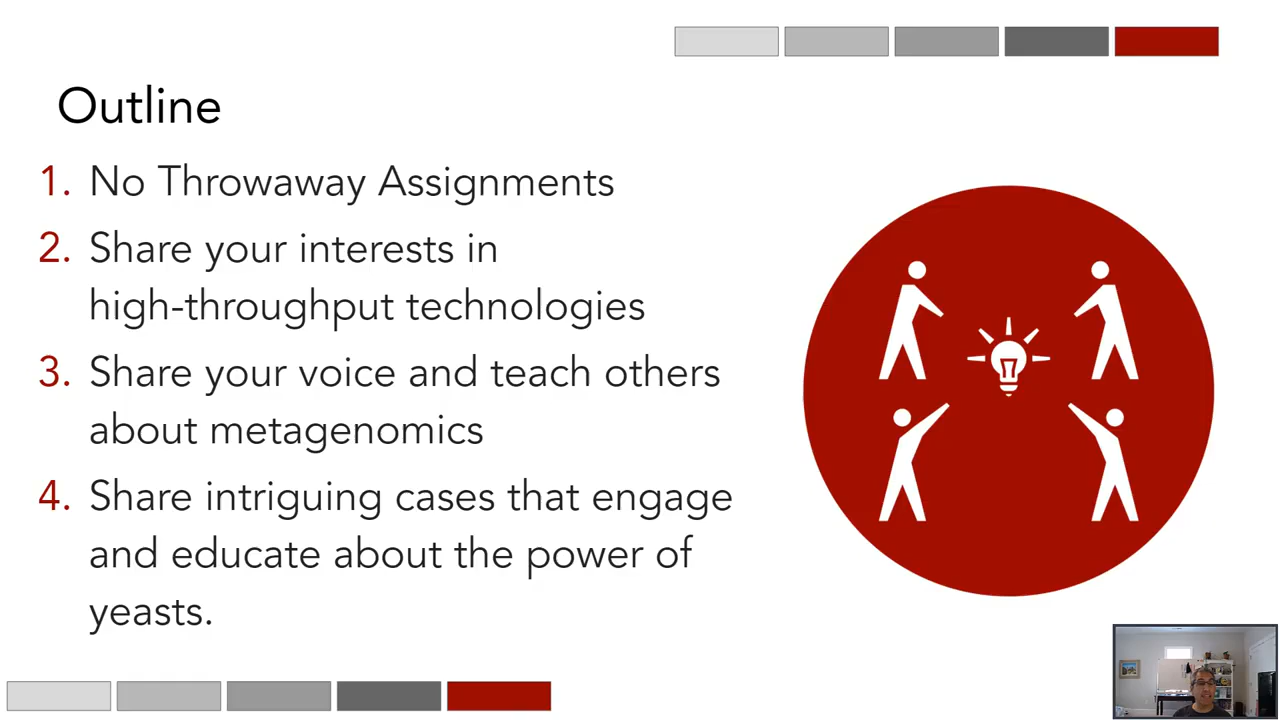 Outline
1. No Throwaway Assignments
2. Share your interests in
high-throughput technologies
3. Share your voice and teach others
about metagenomics
4. Share intriguing cases that engage
and educate about the power of
yeasts.